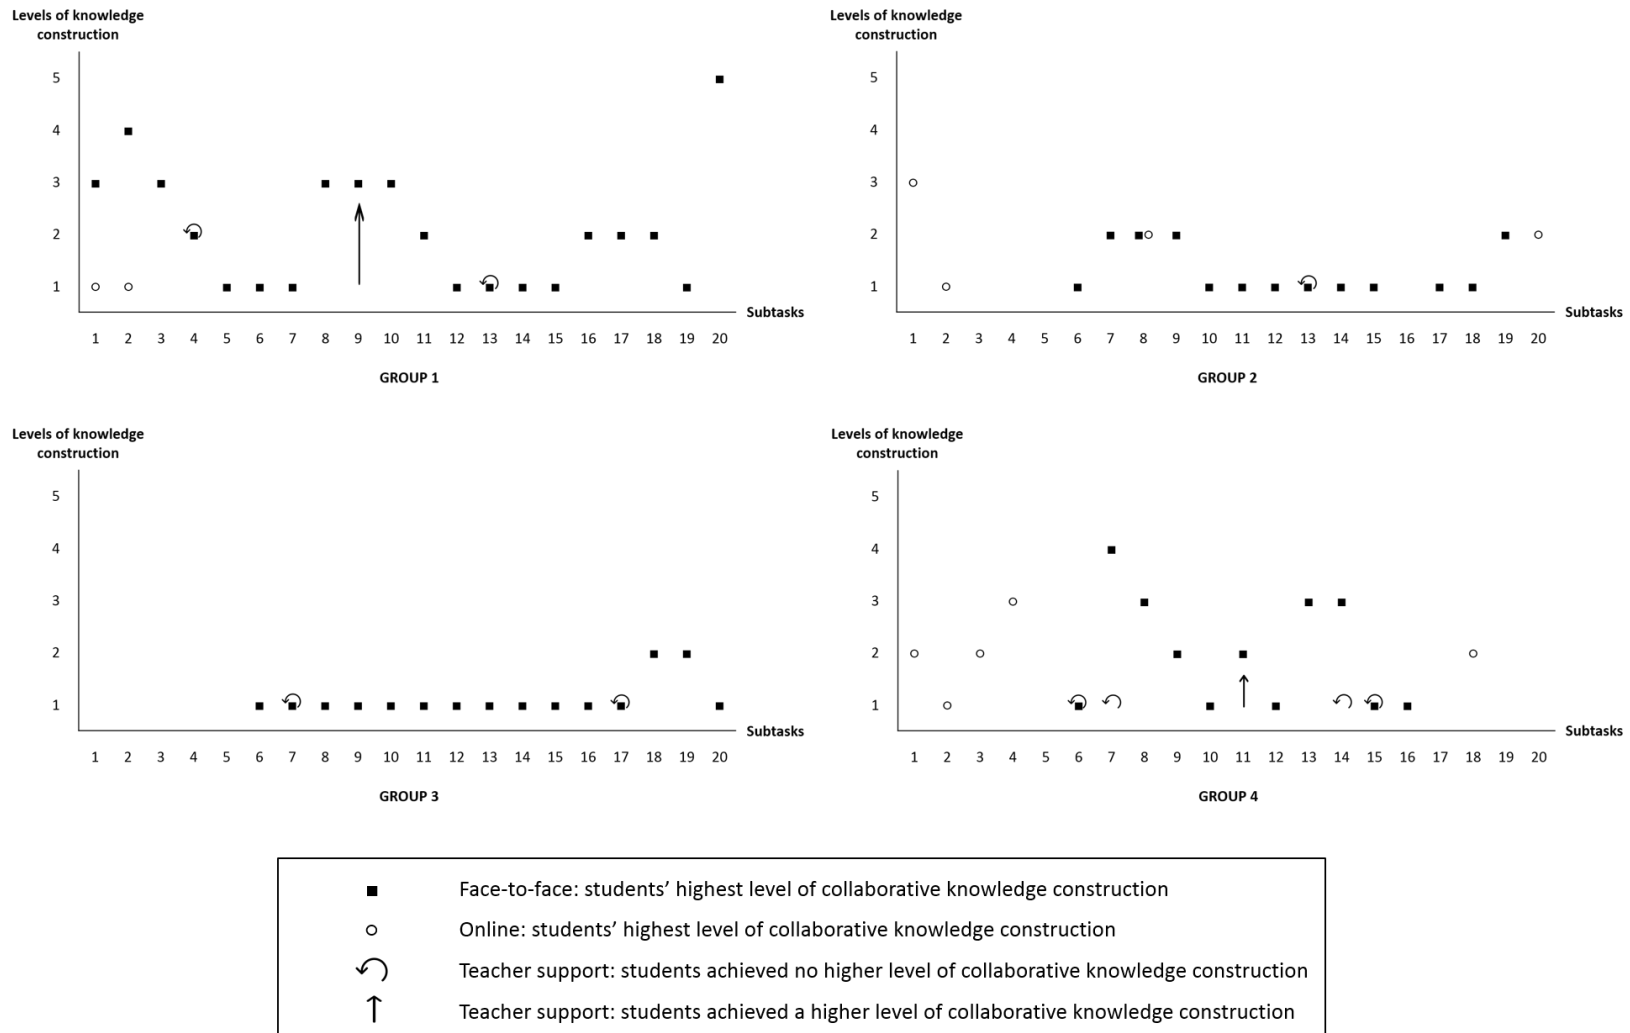 Levels of knowledge
construction
5
4
3
2
1
Subtasks
1 2 3 4 5 6 7 8 9 10 11 12 13 14 15 16 17 18 19 20
GROUP 1
Levels of knowledge
construction
5
4
3
2
1
Subtasks
1 2 3 4 5 6 7 8 9 10 11 12 13 14 15 16 17 18 19 20
GROUP 2
Levels of knowledge
construction
5
4
3
2
1
Subtasks
1 2 3 4 5 6 7 8 9 10 11 12 13 14 15 16 17 18 19 20
GROUP 3
Levels of knowledge
construction
5
4
3
2
1
Subtasks
1 2 3 4 5 6 7 8 9 10 11 12 13 14 15 16 17 18 19 20
GROUP 4
Face-to-face: students’ highest level of collaborative knowledge construction
Online: students’ highest level of collaborative knowledge construction
Teacher support: students achieved no higher level of collaborative knowledge construction
Teacher support: students achieved a higher level of collaborative knowledge construction